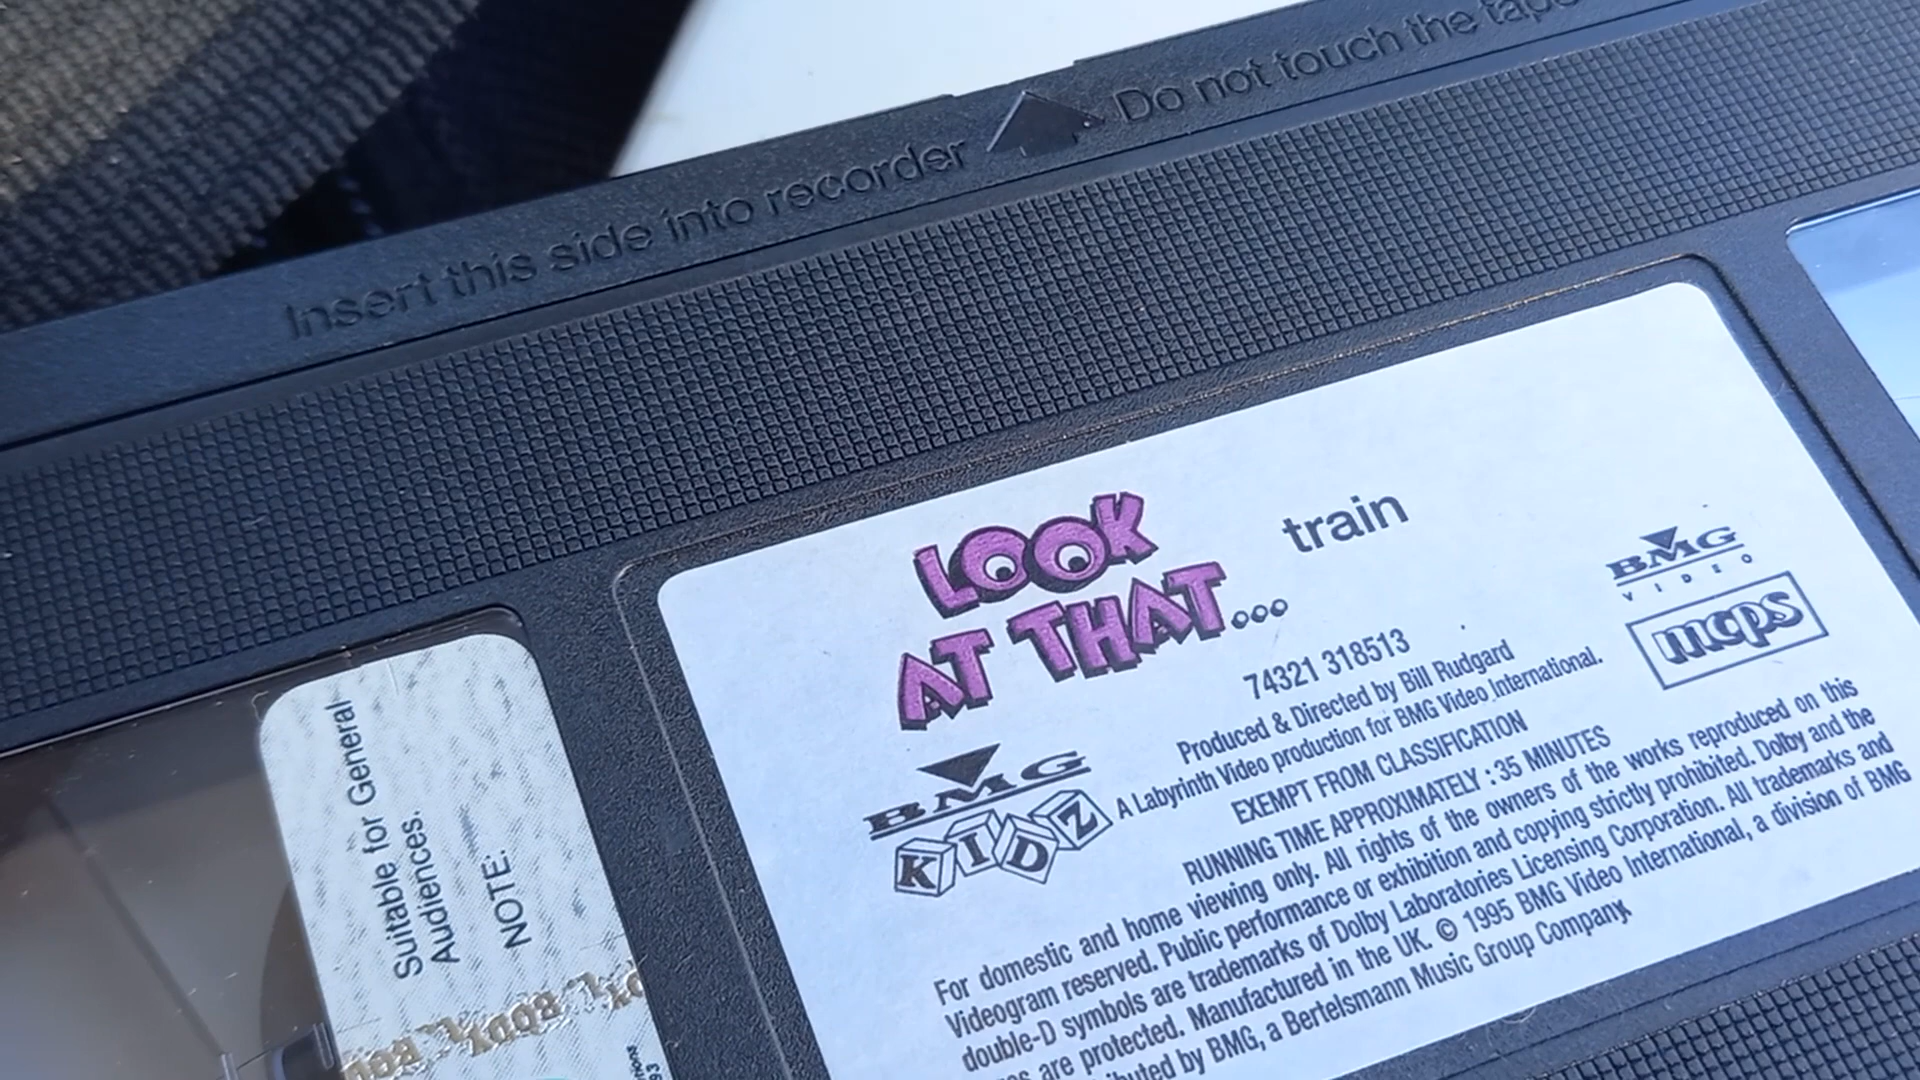 Insert this side into recorder
Do not touch the tape
LOOK
AT THAT...
train
74321 318513
Produced & Directed by Bill Rudgard
A Labyrinth Video production for BMG Video International.
EXEMPT FROM CLASSIFICATION
RUNNING TIME APPROXIMATELY : 35 MINUTES
For domestic and home viewing only. All rights of the owners of the works reproduced on this
Videogram reserved. Public performance or exhibition and copying strictly prohibited. Dolby and the
double-D symbols are trademarks of Dolby Laboratories Licensing Corporation. All trademarks and
are protected. Manufactured in the UK. © 1995 BMG Video International, a division of BMG
by BMG, a Bertelsmann Music Group Company.
BMG
KIDZ
BMG
VIDEO
mcps
Suitable for General
Audiences.
NOTE: